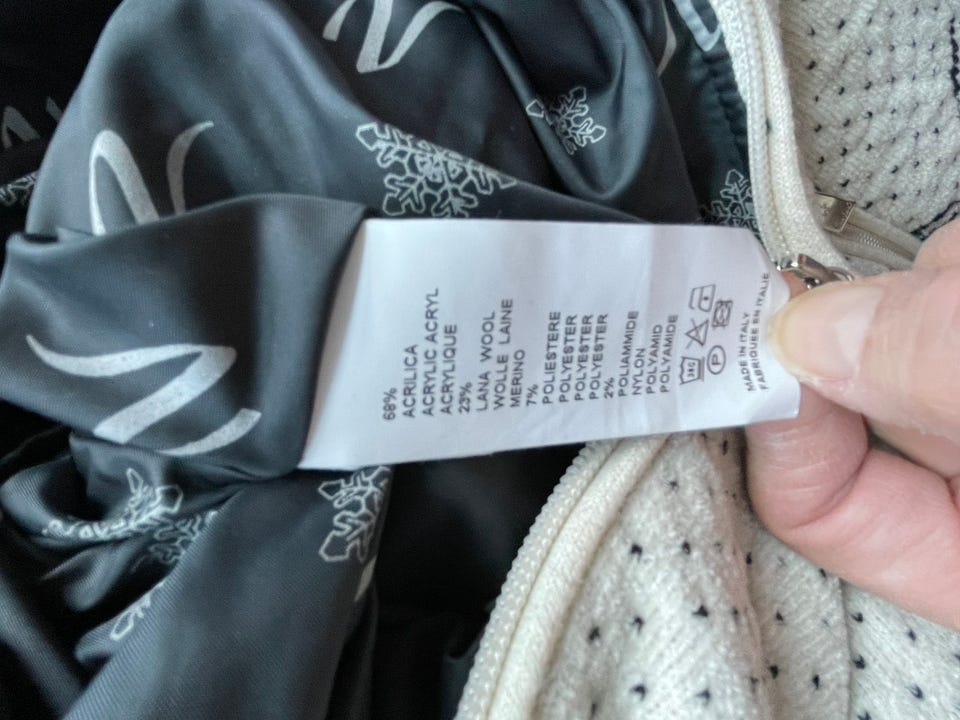 68%
ACRILICA
ACRYLIC ACRYL
ACRYLIQUE
23%
LANA WOOL
WOLLE LAINE
MERINO
7%
POLIESTERE
POLYESTER
POLYESTER
POLYESTER
2%
POLIAMMIDE
NYLON
POLYAMID
POLYAMIDE
P
MADE IN ITALY
FABRIQUEE EN ITALIE